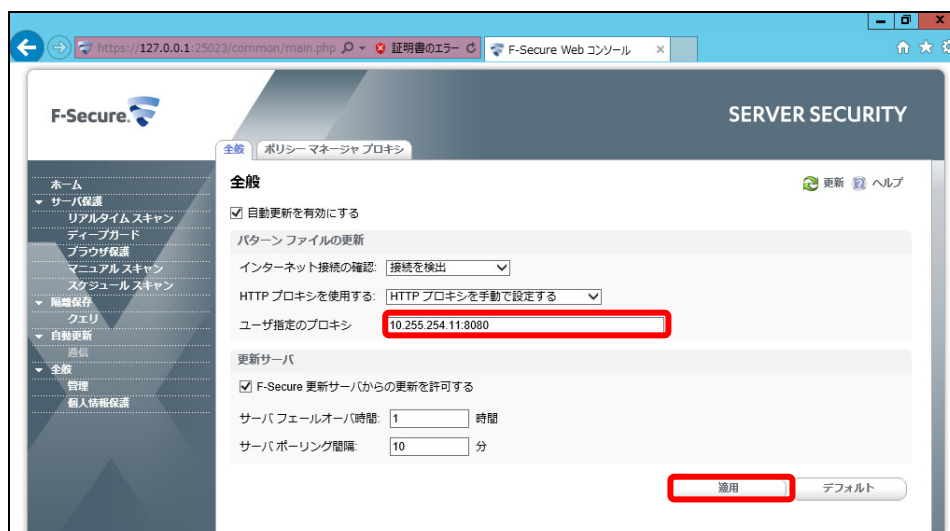 https://127.0.0.1:25023/common/main.php 証明書のエラー F-Secure Web コンソール ×
F-Secure. SERVER SECURITY
全般 ポリシー マネージャ プロキシ
全般 更新 ヘルプ
ホーム
サーバ保護
リアルタイム スキャン
ディープガード
ブラウザ保護
マニュアル スキャン
スケジュール スキャン
隔離保存
クエリ
自動更新
通信
全般
管理
個人情報保護
自動更新を有効にする
パターン ファイルの更新
インターネット接続の確認: 接続を検出
HTTP プロキシを使用する: HTTP プロキシを手動で設定する
ユーザ指定のプロキシ 10.255.254.11:8080
更新サーバ
F-Secure 更新サーバからの更新を許可する
サーバ フェールオーバ時間: 1 時間
サーバ ポーリング間隔: 10 分
適用 デフォルト